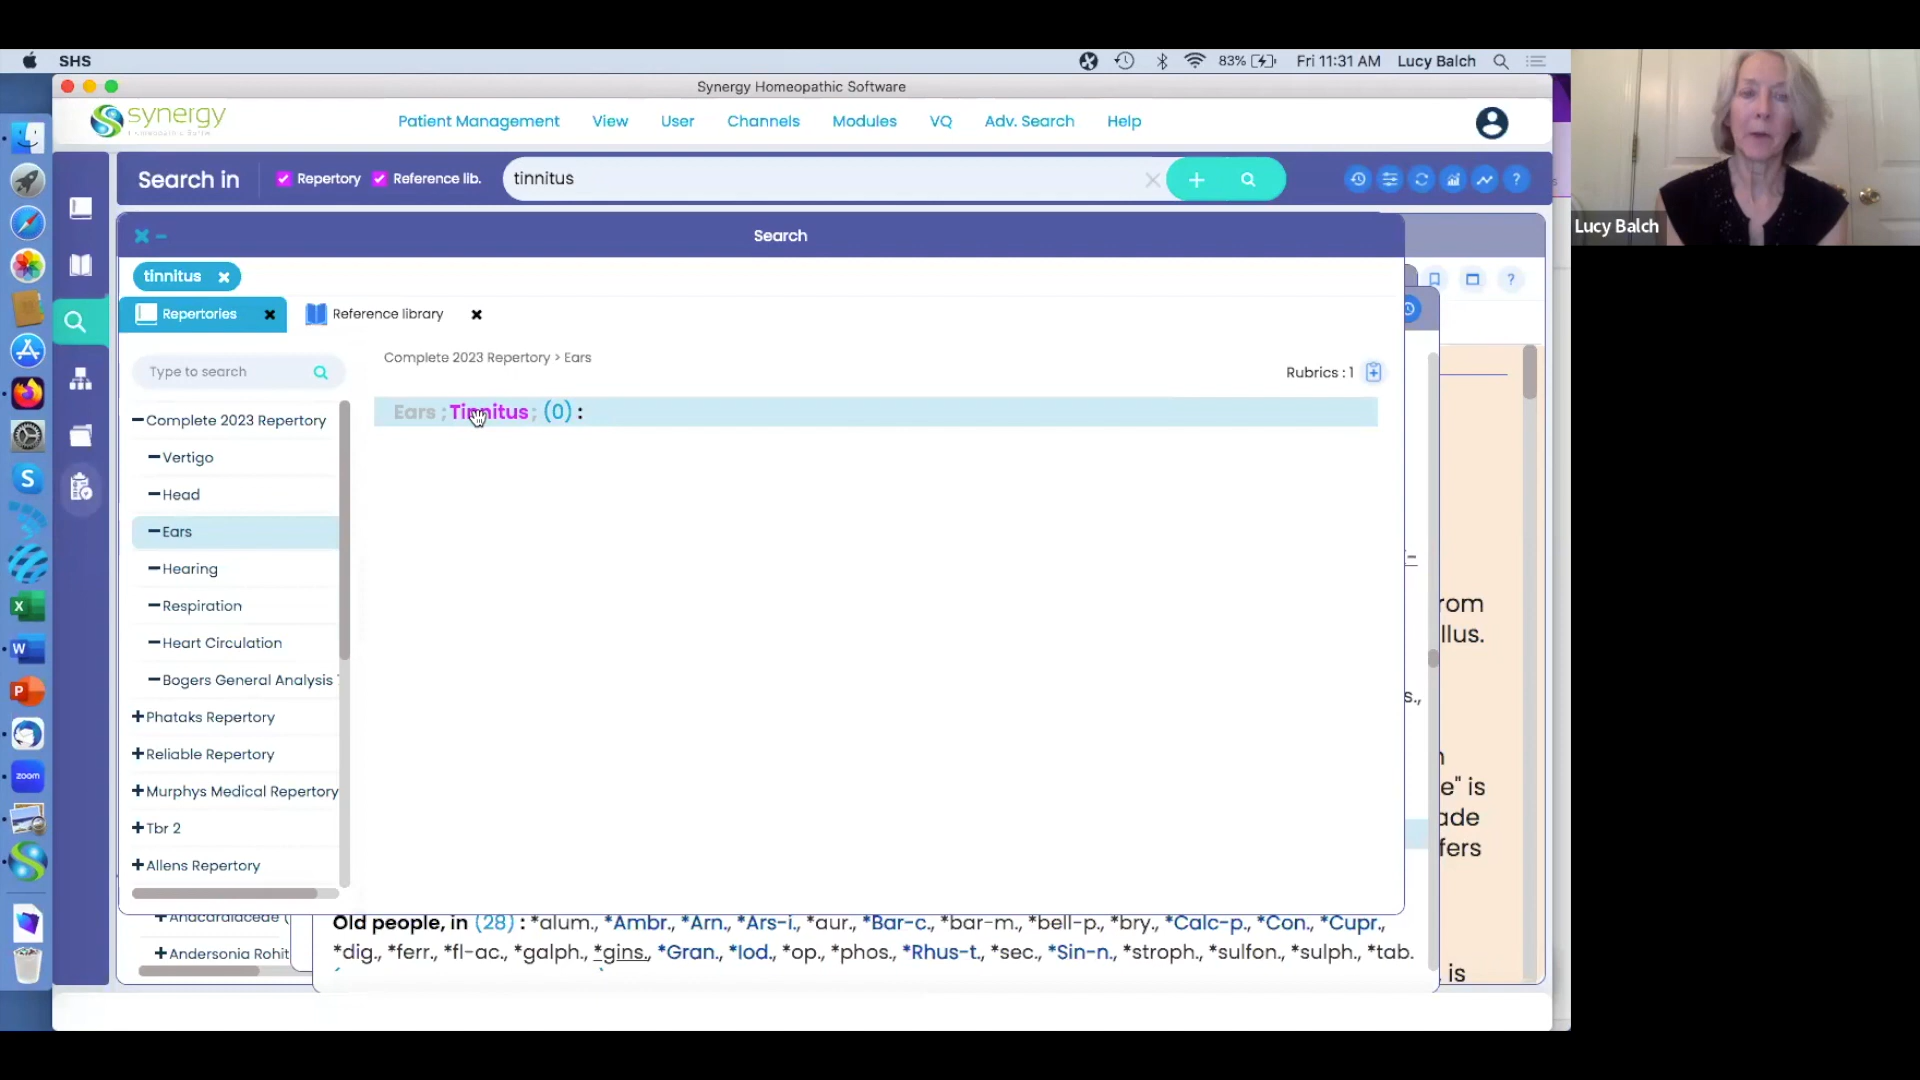 SHS
83%
Fri 11:31 AM
Lucy Balch
Synergy Homeopathic Software
synergy
Patient Management
View
User
Channels
Modules
VQ
Adv. Search
Help
Search in
Repertory
Reference lib.
tinnitus
Lucy Balch
Search
tinnitus
Repertories
Reference library
Complete 2023 Repertory > Ears
Type to search
Rubrics : 1
Ears ; Tinnitus ; (0) :
Complete 2023 Repertory
Vertigo
Head
Ears
Hearing
Respiration
Heart Circulation
Bogers General Analysis
Phataks Repertory
Reliable Repertory
Murphys Medical Repertory
Tbr 2
Allens Repertory
Anacardiaceae (
Andersonia Rohit
rom
llus.
s.,
e" is
ade
fers
is
Old people, in (28) : *alum., *Ambr., *Arn., *Ars-i., *aur., *Bar-c., *bar-m., *bell-p., *bry., *Calc-p., *Con., *Cupr.,
*dig., *ferr., *fl-ac., *galph., *gins., *Gran., *Iod., *op., *phos., *Rhus-t., *sec., *Sin-n., *stroph., *sulfon., *sulph., *tab.
zoom